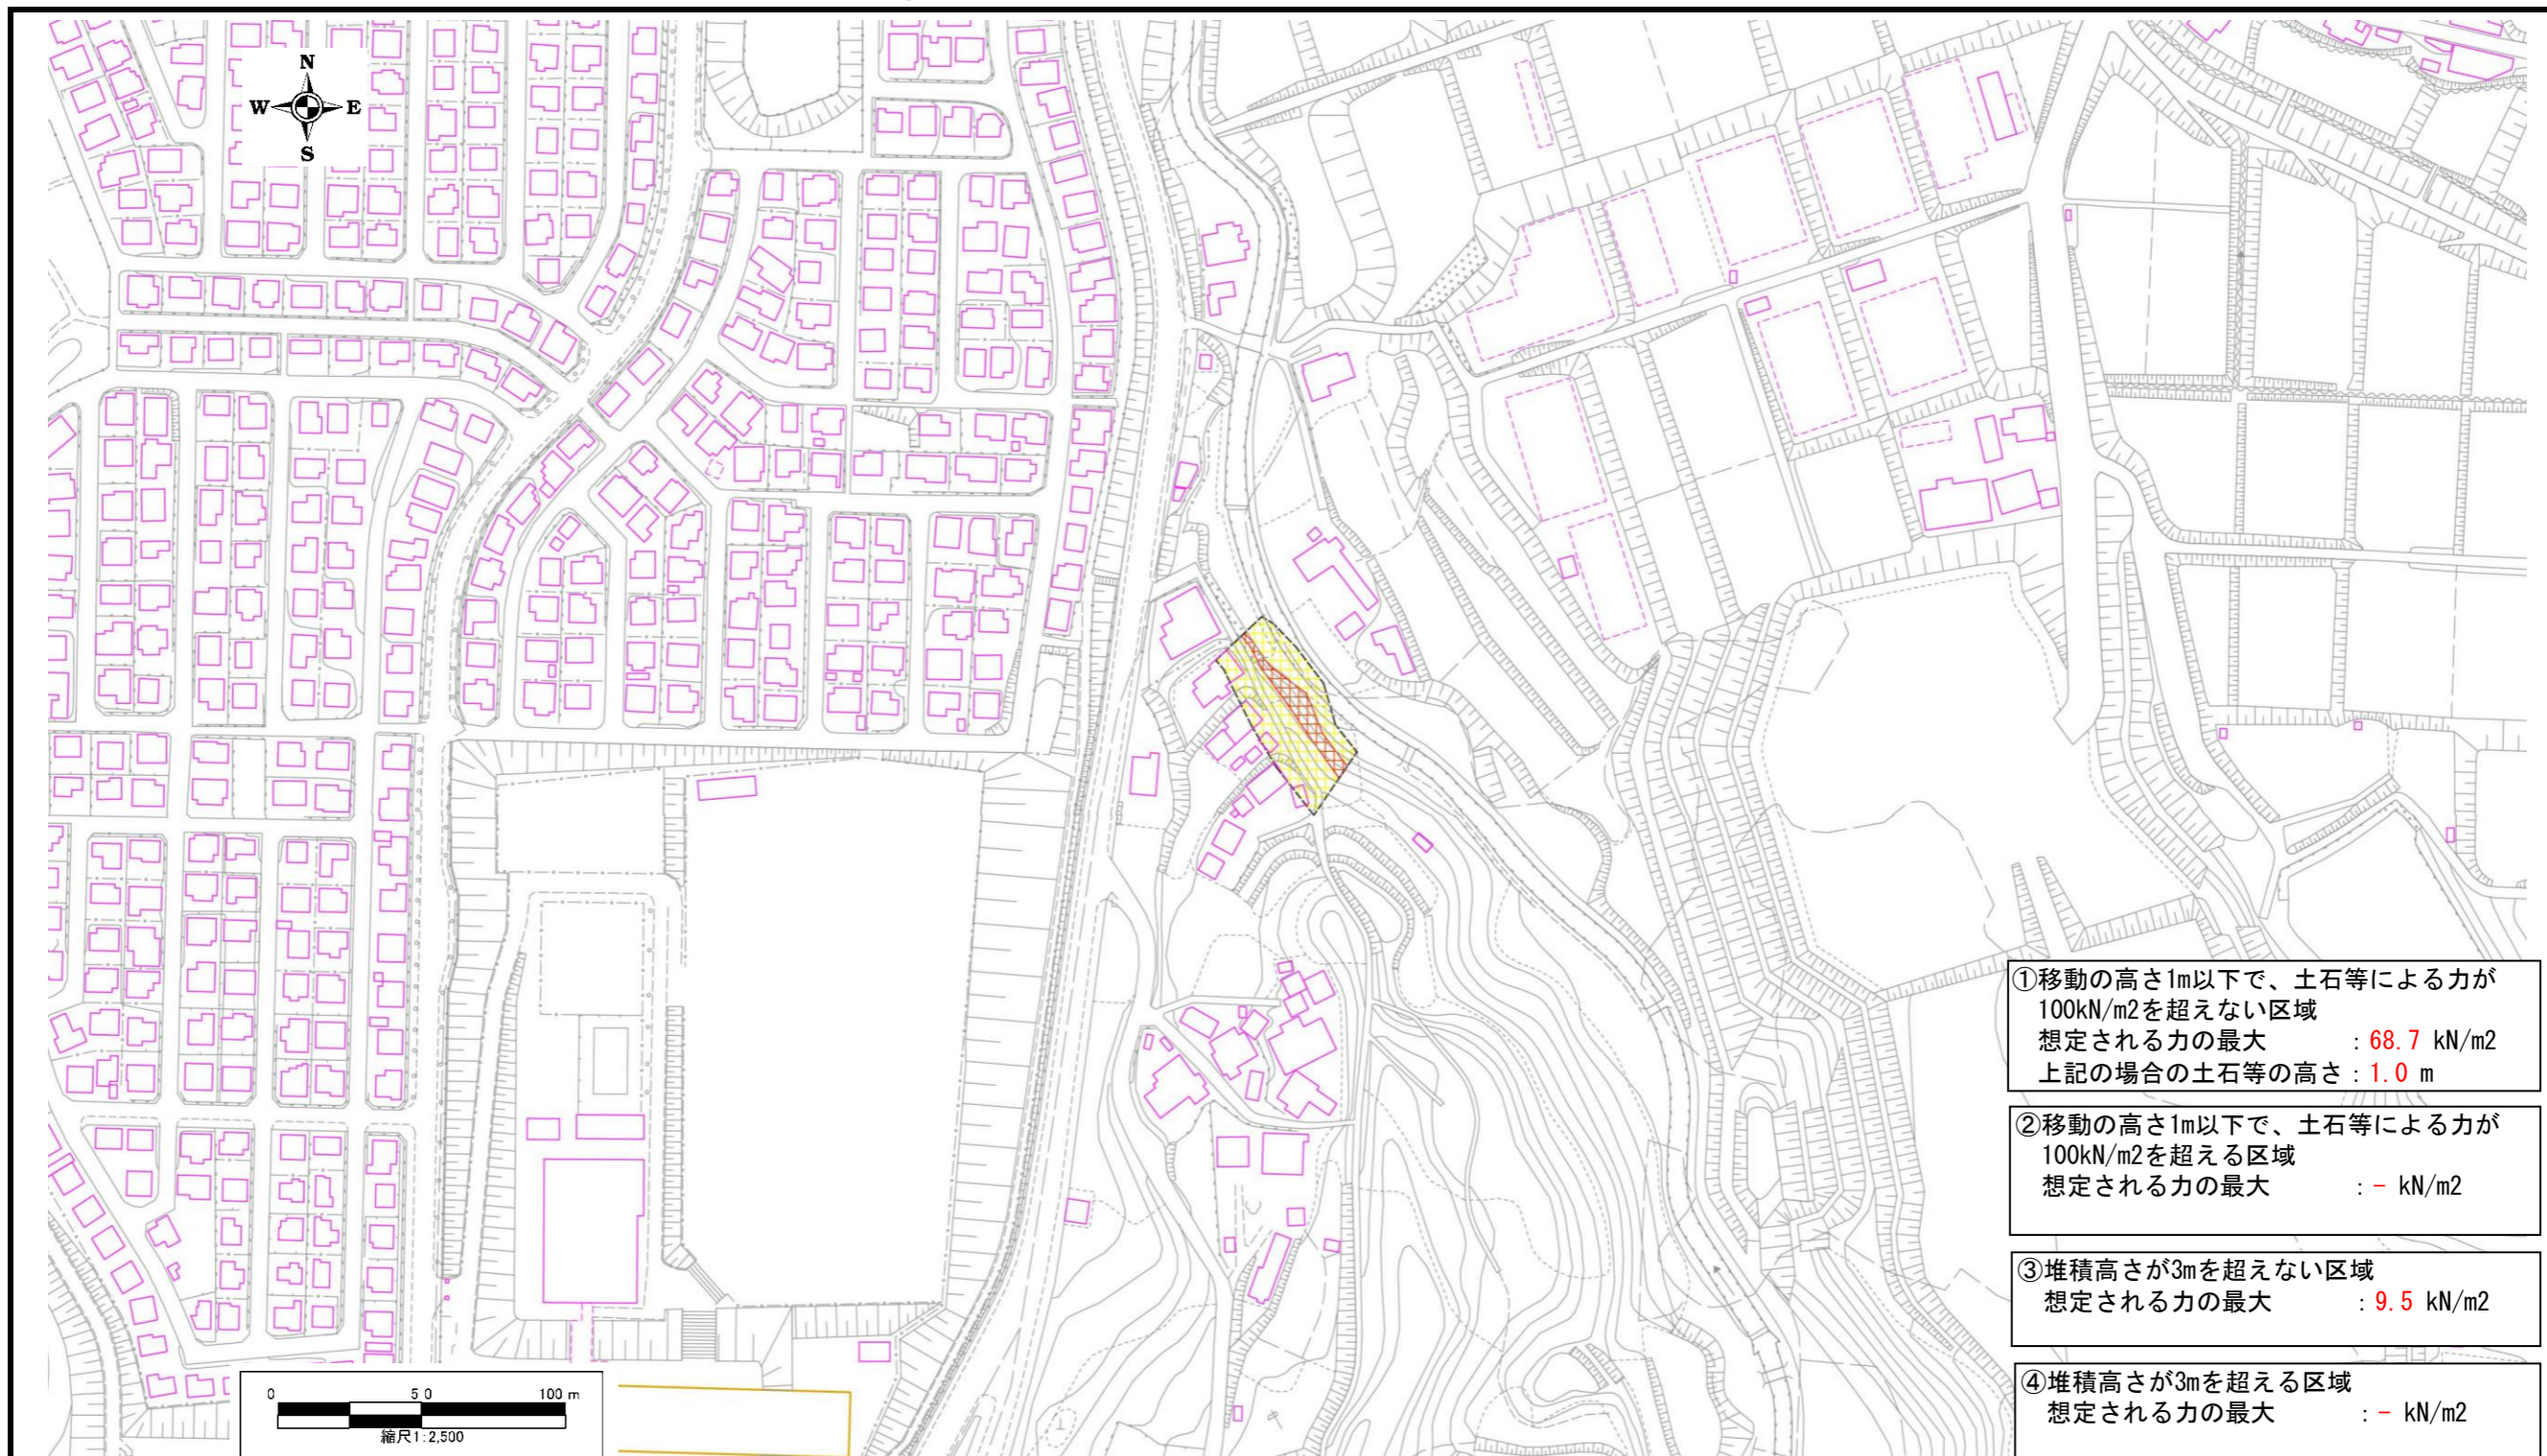 N
W E
S
①移動の高さ1m以下で、土石等による力が
100kN/m2を超えない区域
想定される力の最大 : 68.7 kN/m2
上記の場合の土石等の高さ : 1.0 m
②移動の高さ1m以下で、土石等による力が
100kN/m2を超える区域
想定される力の最大 : - kN/m2
③堆積高さが3mを超えない区域
想定される力の最大 : 9.5 kN/m2
④堆積高さが3mを超える区域
想定される力の最大 : - kN/m2
0 50 100 m
縮尺1:2,500